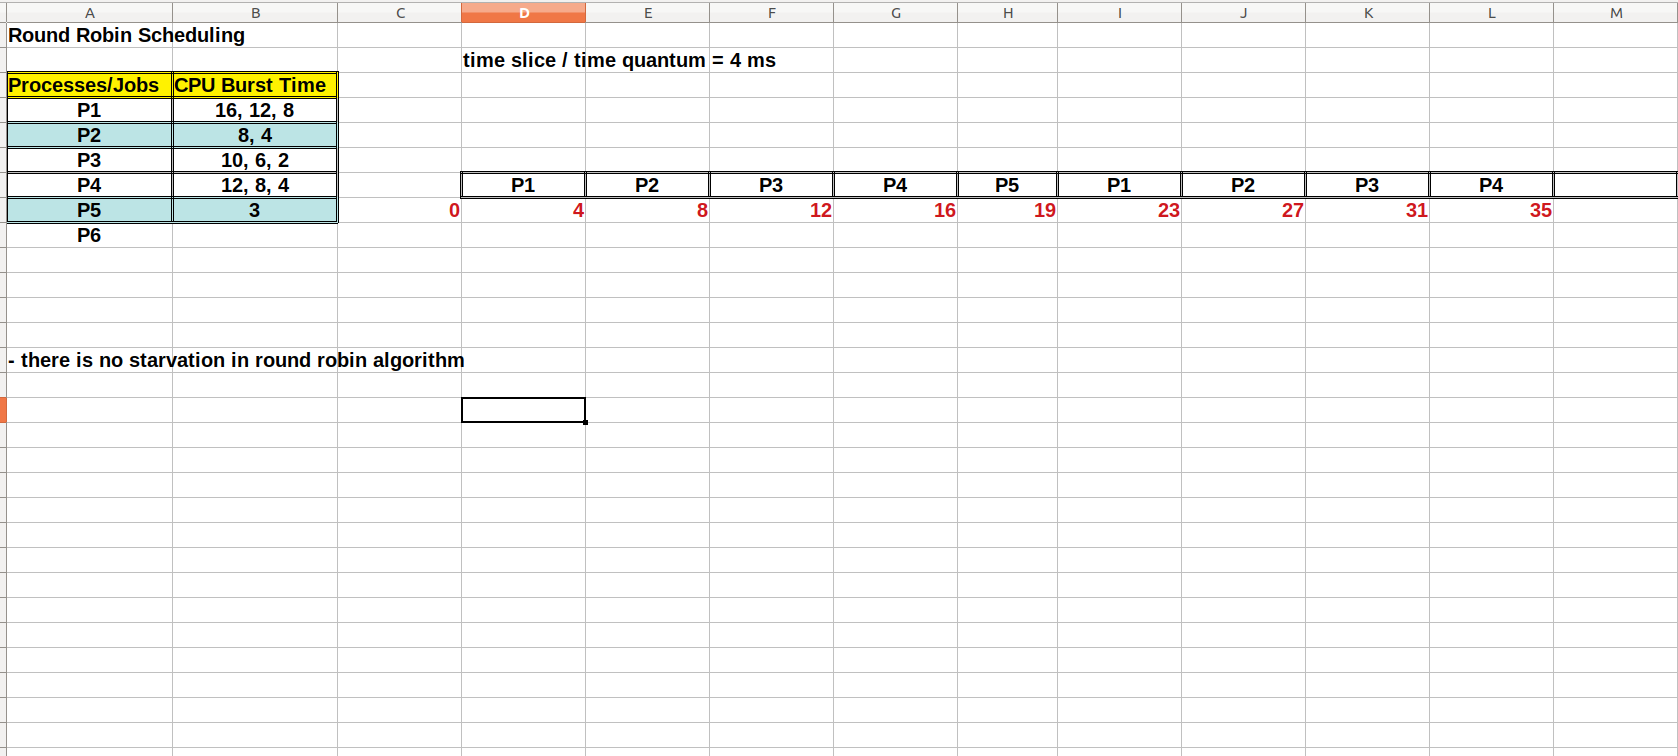 A B C D E F G H I J K L M
Round Robin Scheduling
time slice / time quantum = 4 ms
Processes/Jobs CPU Burst Time
P1 16, 12, 8
P2 8, 4
P3 10, 6, 2
P4 12, 8, 4 P1 P2 P3 P4 P5 P1 P2 P3 P4
P5 3 0 4 8 12 16 19 23 27 31 35
P6
- there is no starvation in round robin algorithm